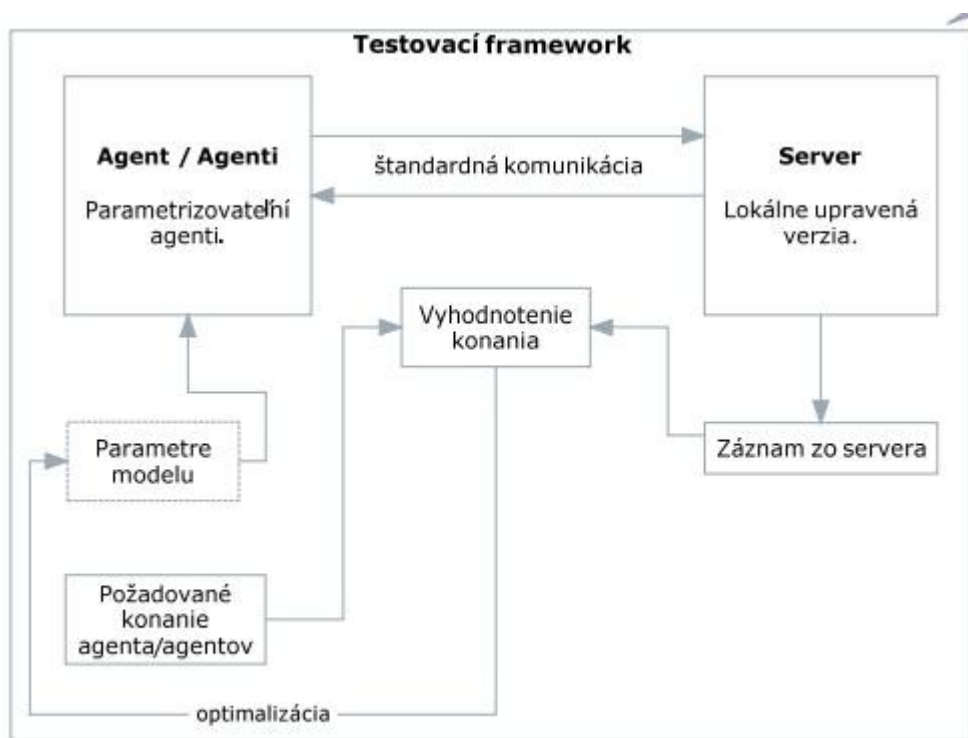 Testovací framework
Agent / Agenti
Parametrizovateľní
agenti.
štandardná komunikácia
Server
Lokálne upravená
verzia.
Vyhodnotenie
konania
Parametre
modelu
Záznam zo servera
Požadované
konanie
agenta/agentov
optimalizácia